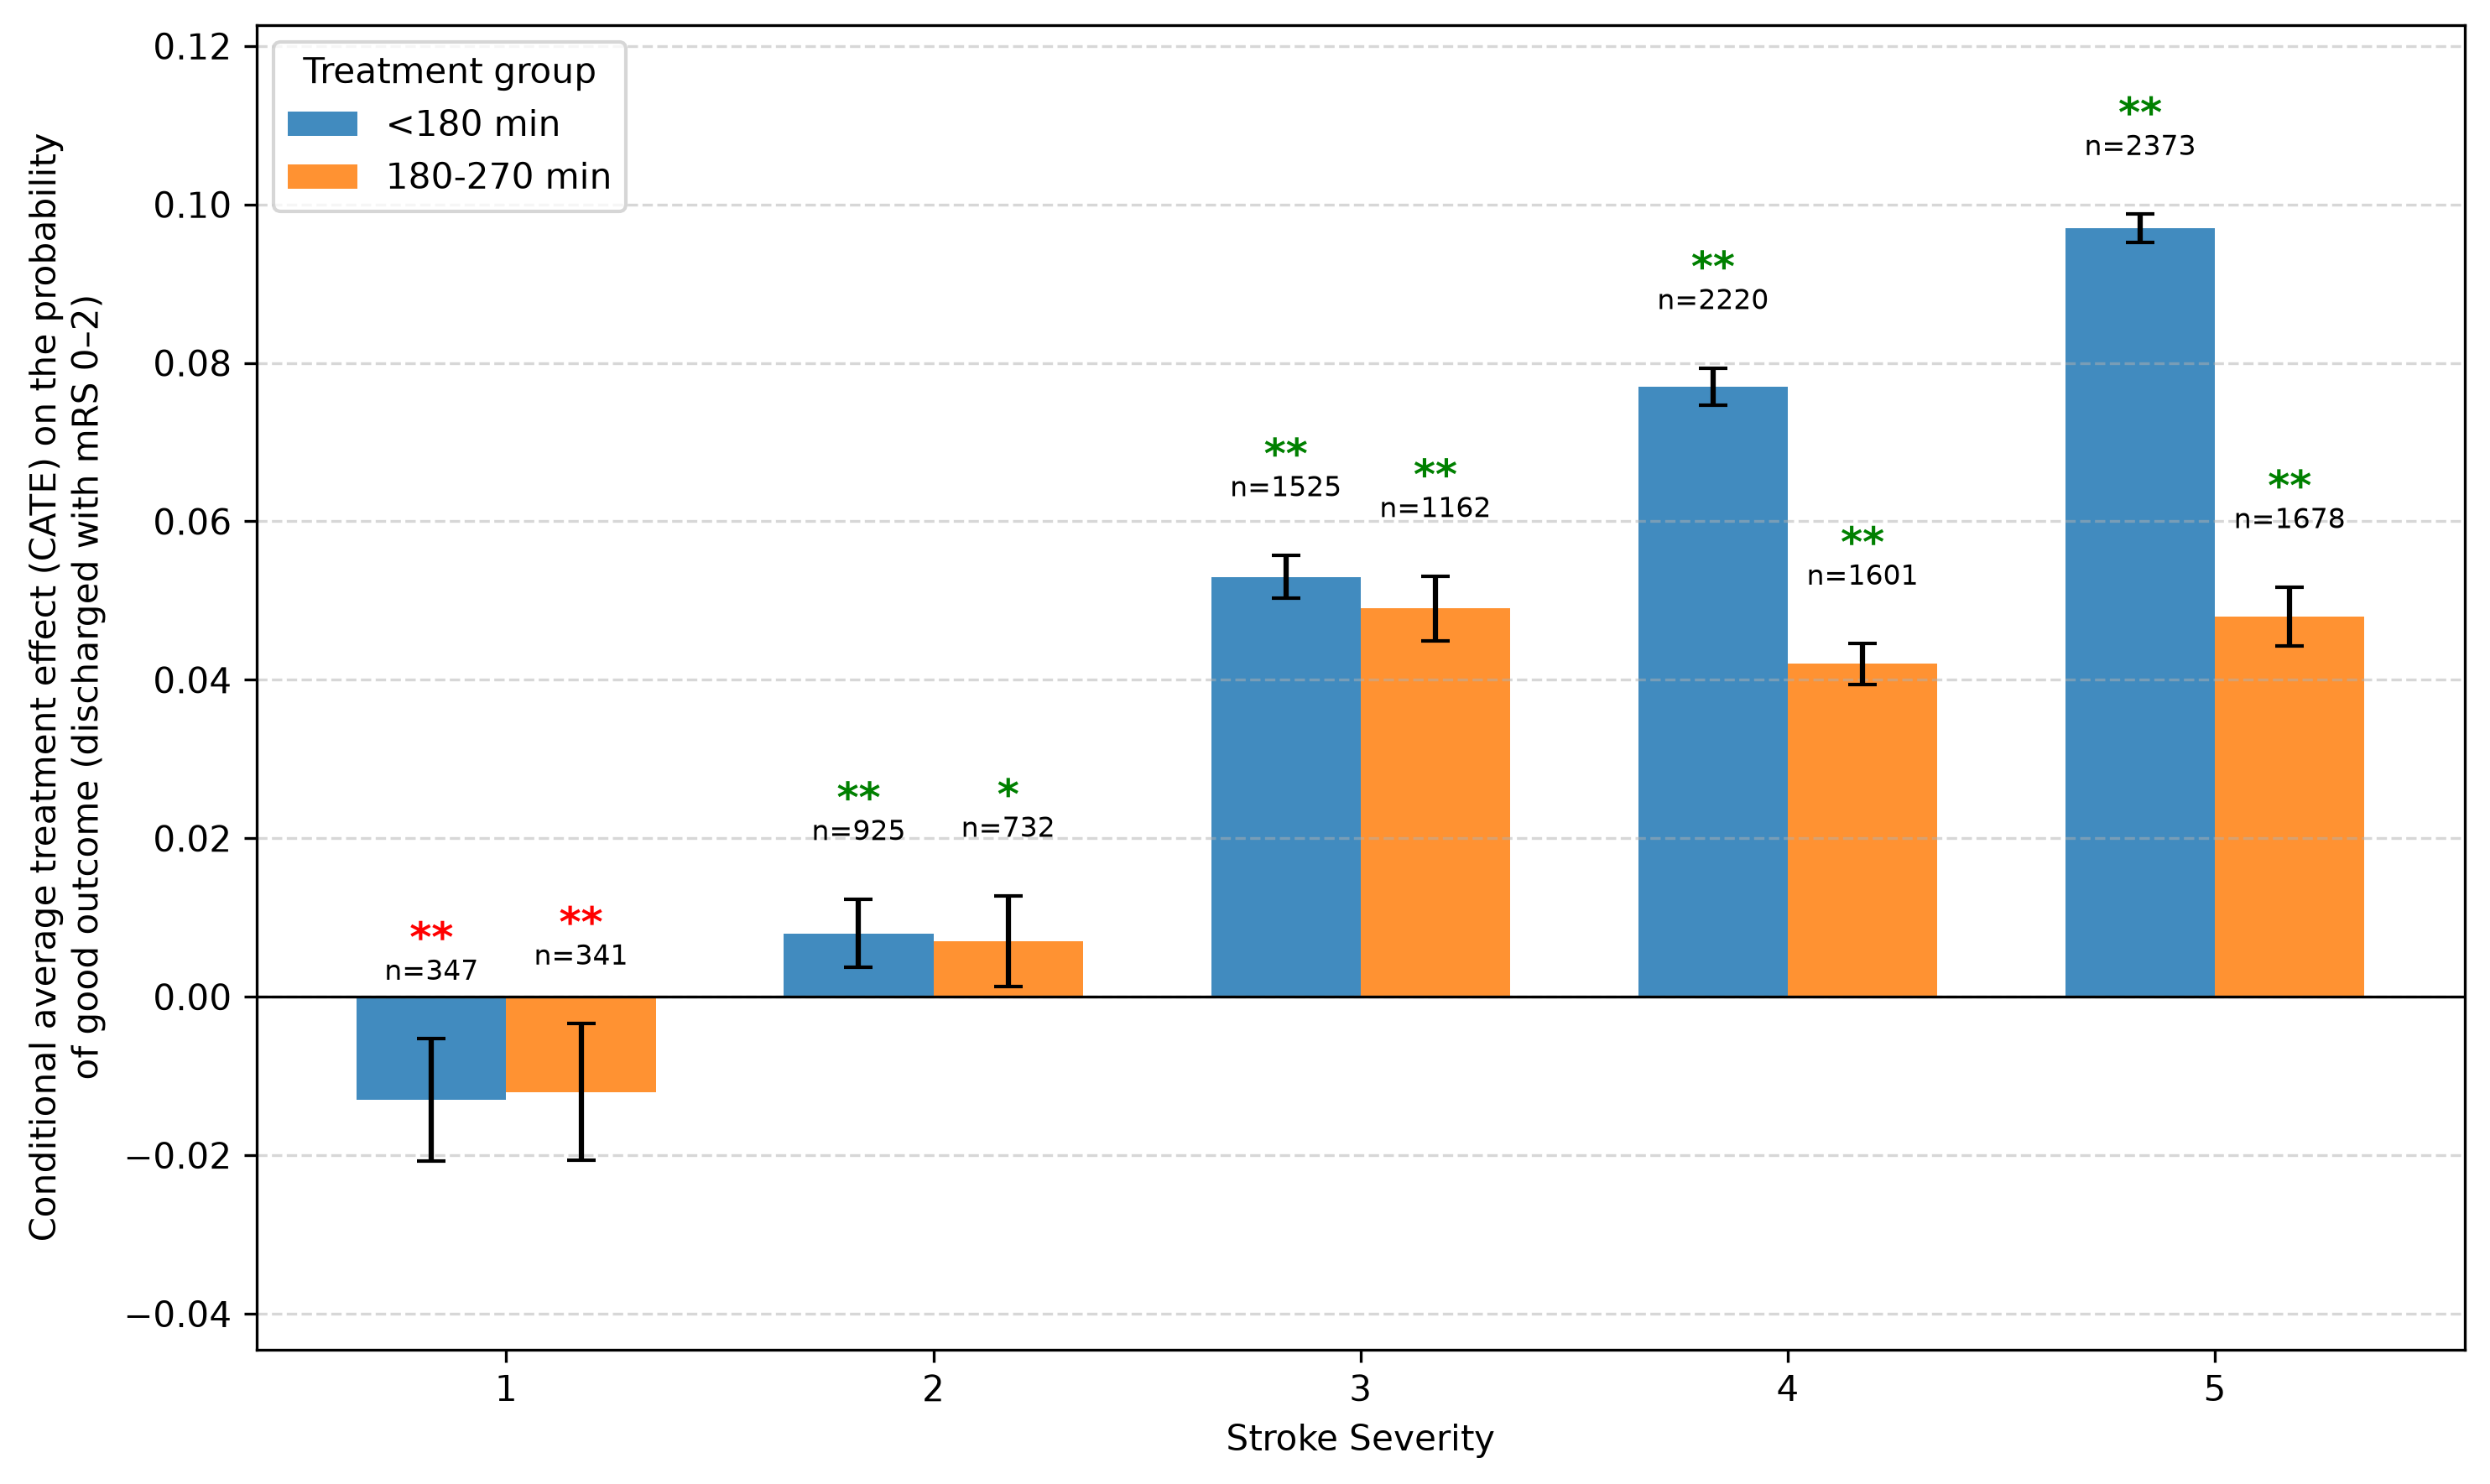 Conditional average treatment effect (CATE) on the probability
of good outcome (discharged with mRS 0–2)
0.12
0.10
0.08
0.06
0.04
0.02
0.00
−0.02
−0.04
Treatment group
<180 min
180-270 min
**
n=347
**
n=341
**
n=925
*
n=732
**
n=1525
**
n=1162
**
n=2220
**
n=1601
**
n=2373
**
n=1678
1
2
3
4
5
Stroke Severity